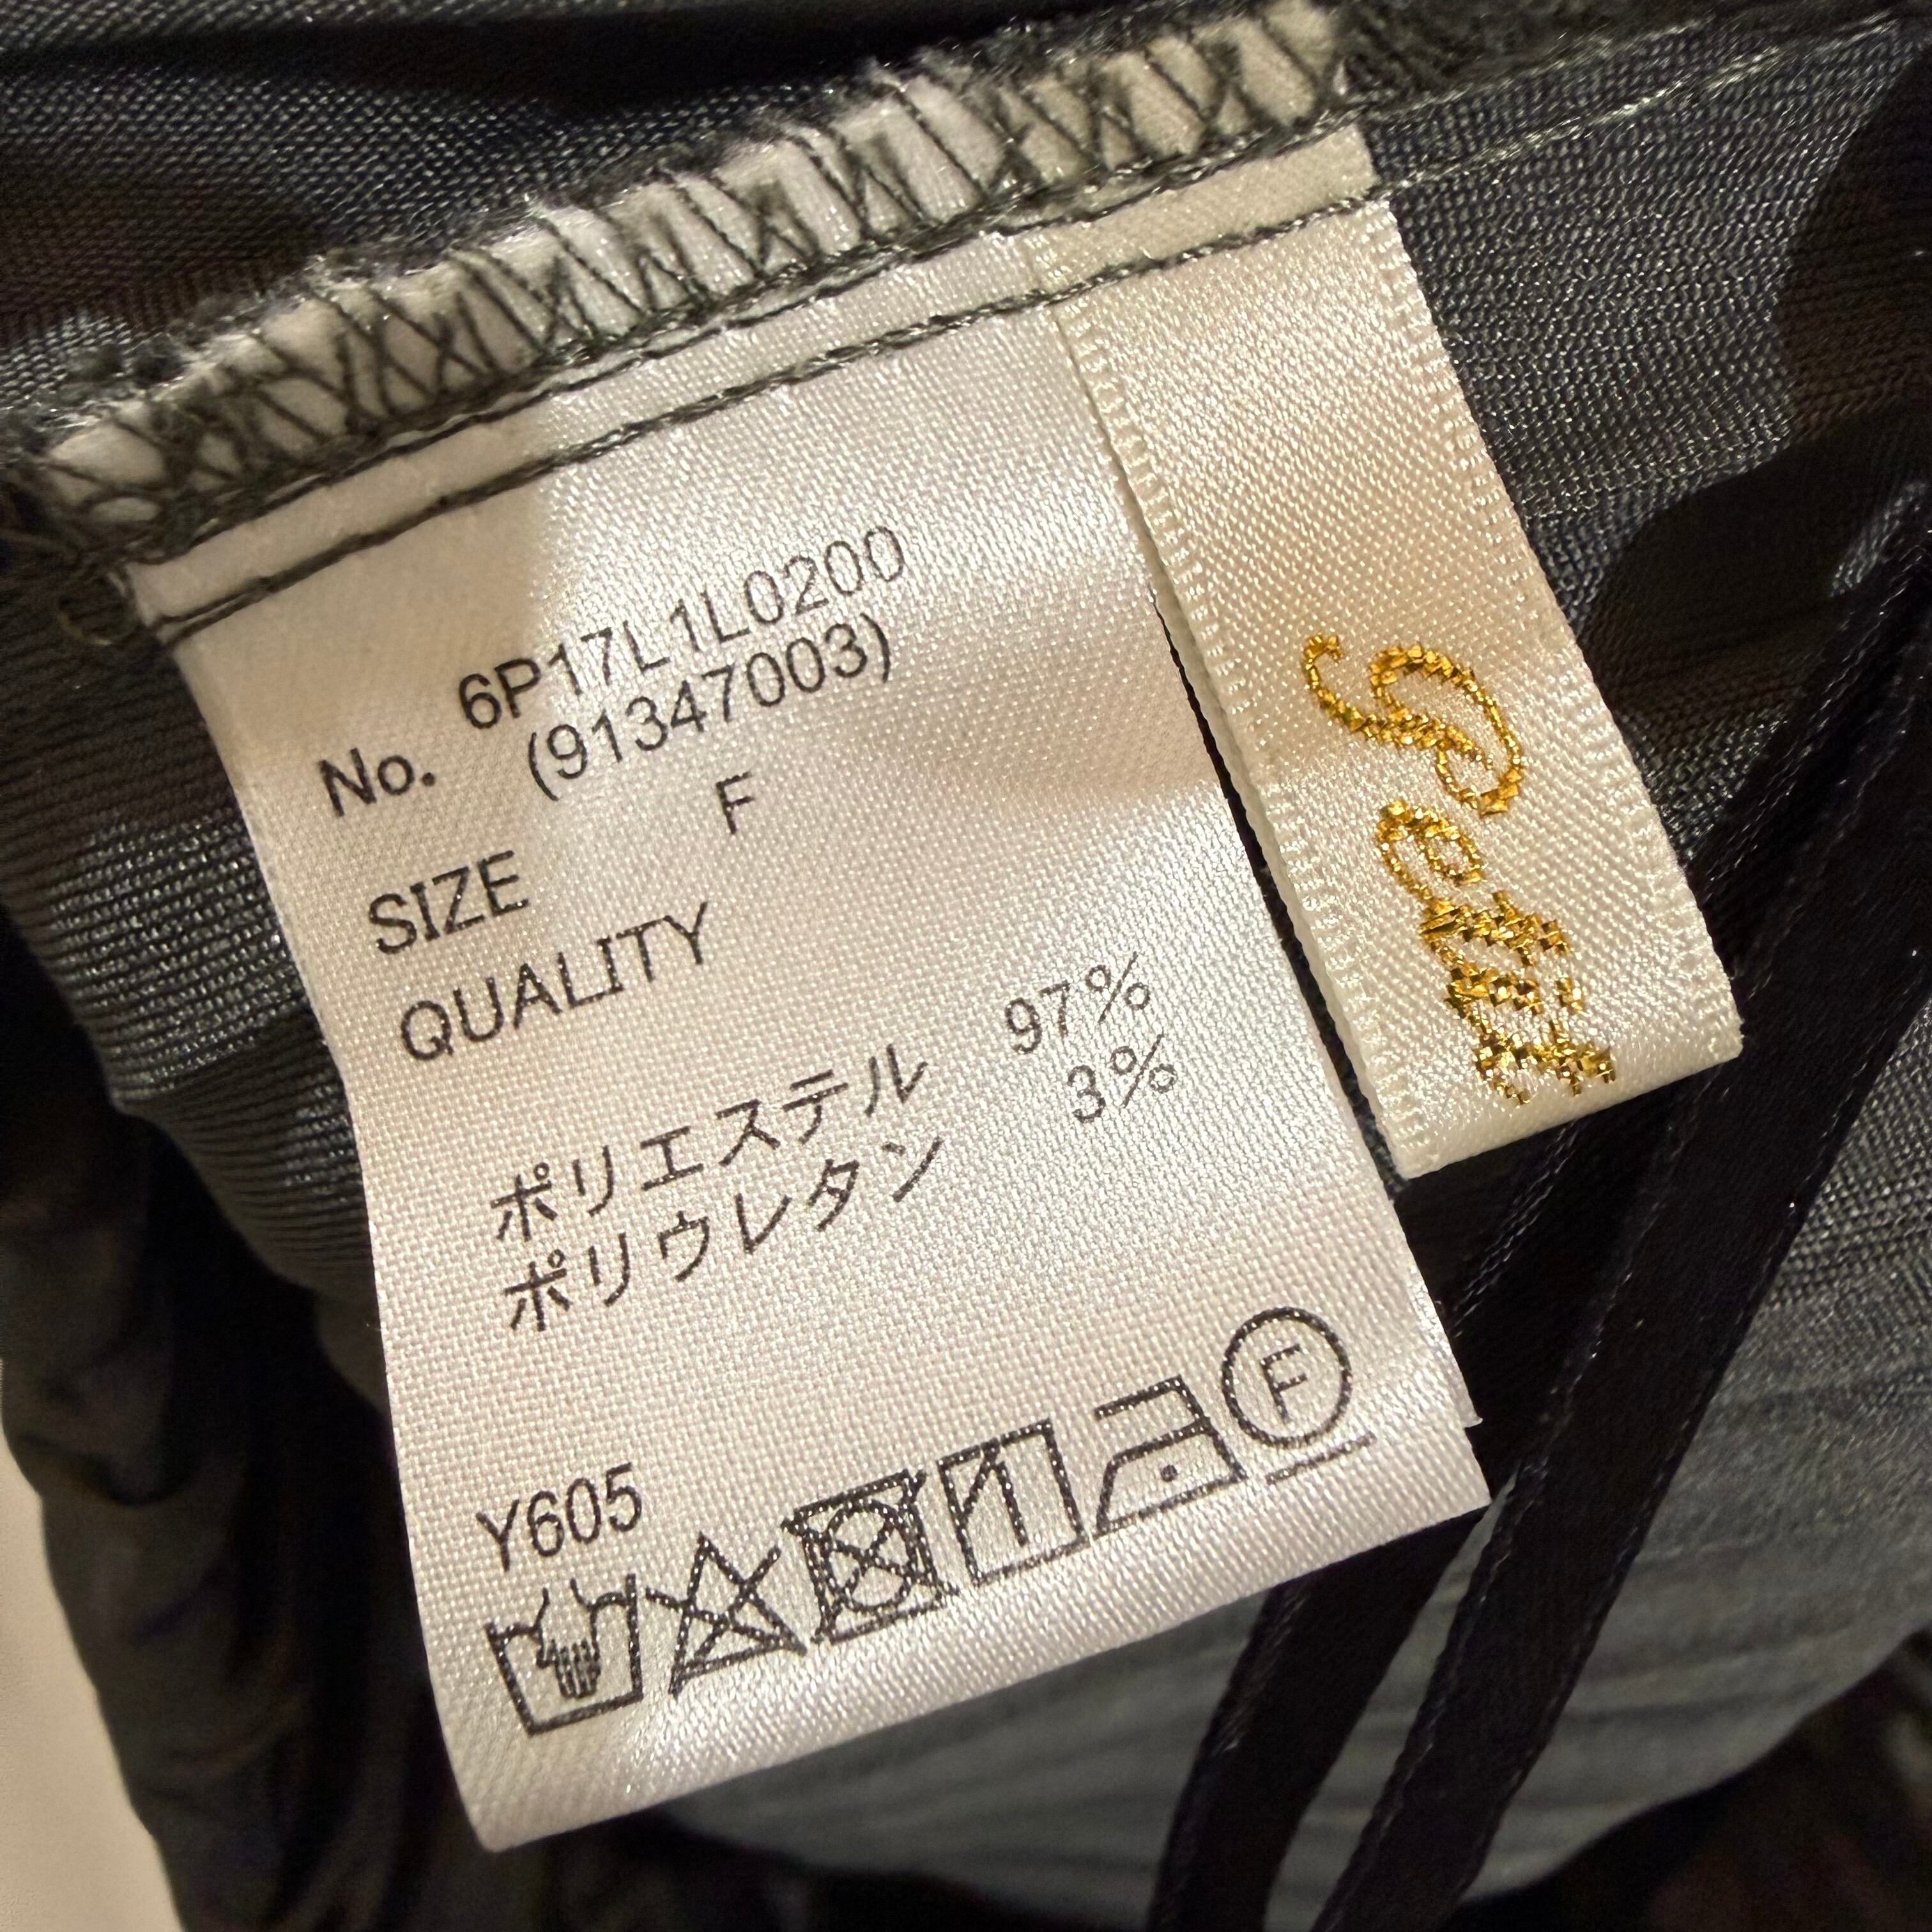 No. 6P17L1L0200
(91347003)
SIZE F
QUALITY
ポリエステル 97%
ポリウレタン 3%
Y605
F
Petit